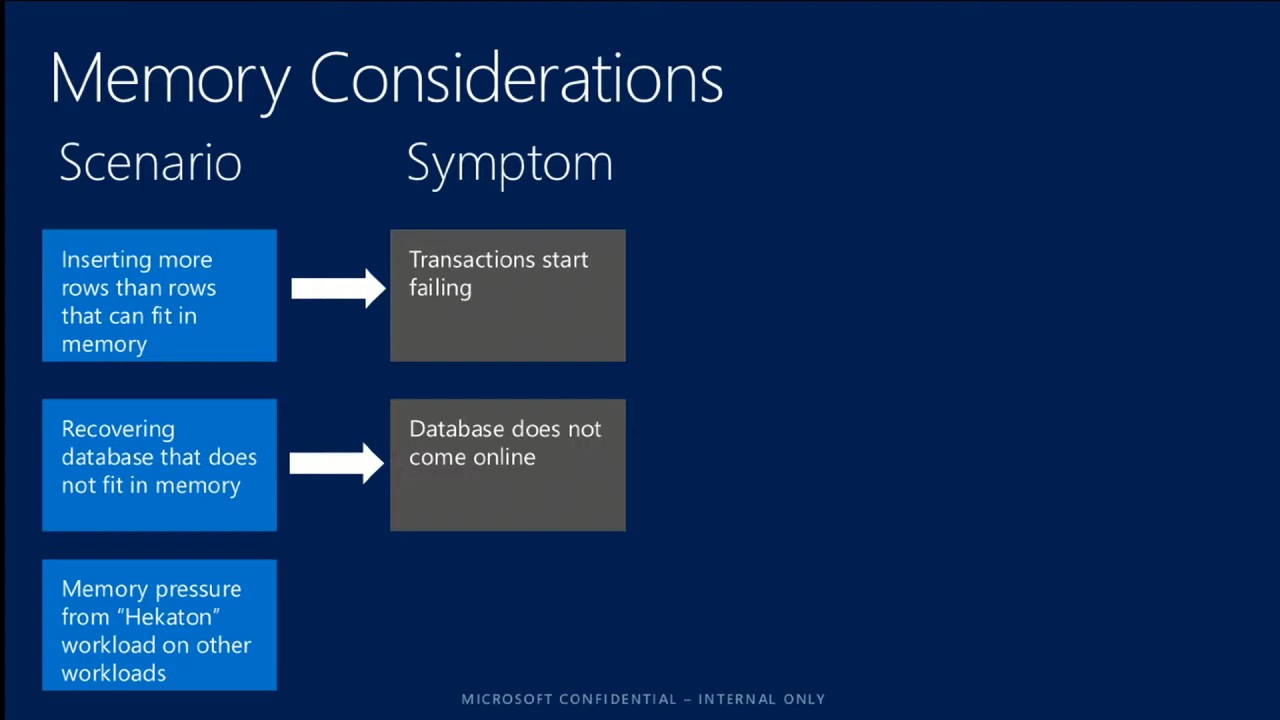 Memory Considerations
Scenario
Symptom
Inserting more
rows than rows
that can fit in
memory
Transactions start
failing
Recovering
database that does
not fit in memory
Database does not
come online
Memory pressure
from “Hekaton”
workload on other
workloads
MICROSOFT CONFIDENTIAL – INTERNAL ONLY